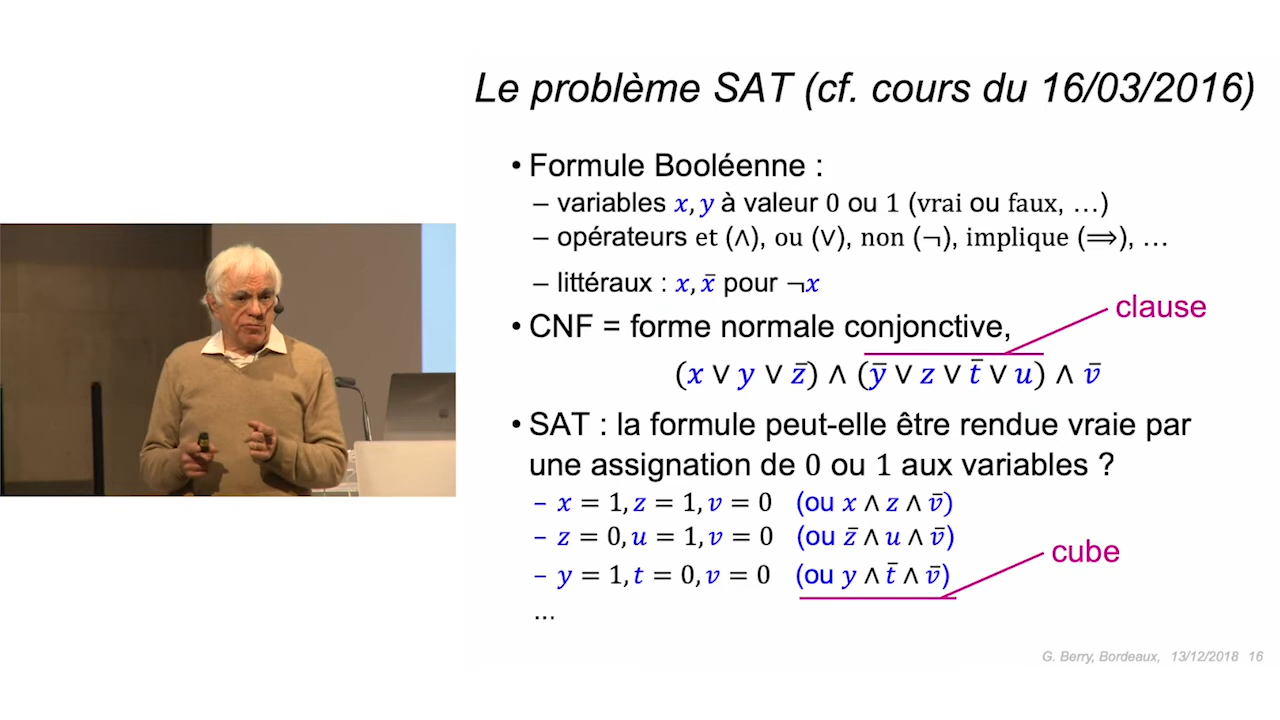 Le problème SAT (cf. cours du 16/03/2016)
• Formule Booléenne :
– variables x, y à valeur 0 ou 1 (vrai ou faux, …)
– opérateurs et (∧), ou (∨), non (¬), implique (⟹), …
– littéraux : x, x̄ pour ¬x
clause
• CNF = forme normale conjonctive,
(x ∨ y ∨ z̄) ∧ (ȳ ∨ z ∨ t̄ ∨ u) ∧ v̄
• SAT : la formule peut-elle être rendue vraie par
une assignation de 0 ou 1 aux variables ?
– x = 1, z = 1, v = 0 (ou x ∧ z ∧ v̄)
– z = 0, u = 1, v = 0 (ou z̄ ∧ u ∧ v̄)
cube
– y = 1, t = 0, v = 0 (ou y ∧ t̄ ∧ v̄)
...
G. Berry, Bordeaux, 13/12/2018 16